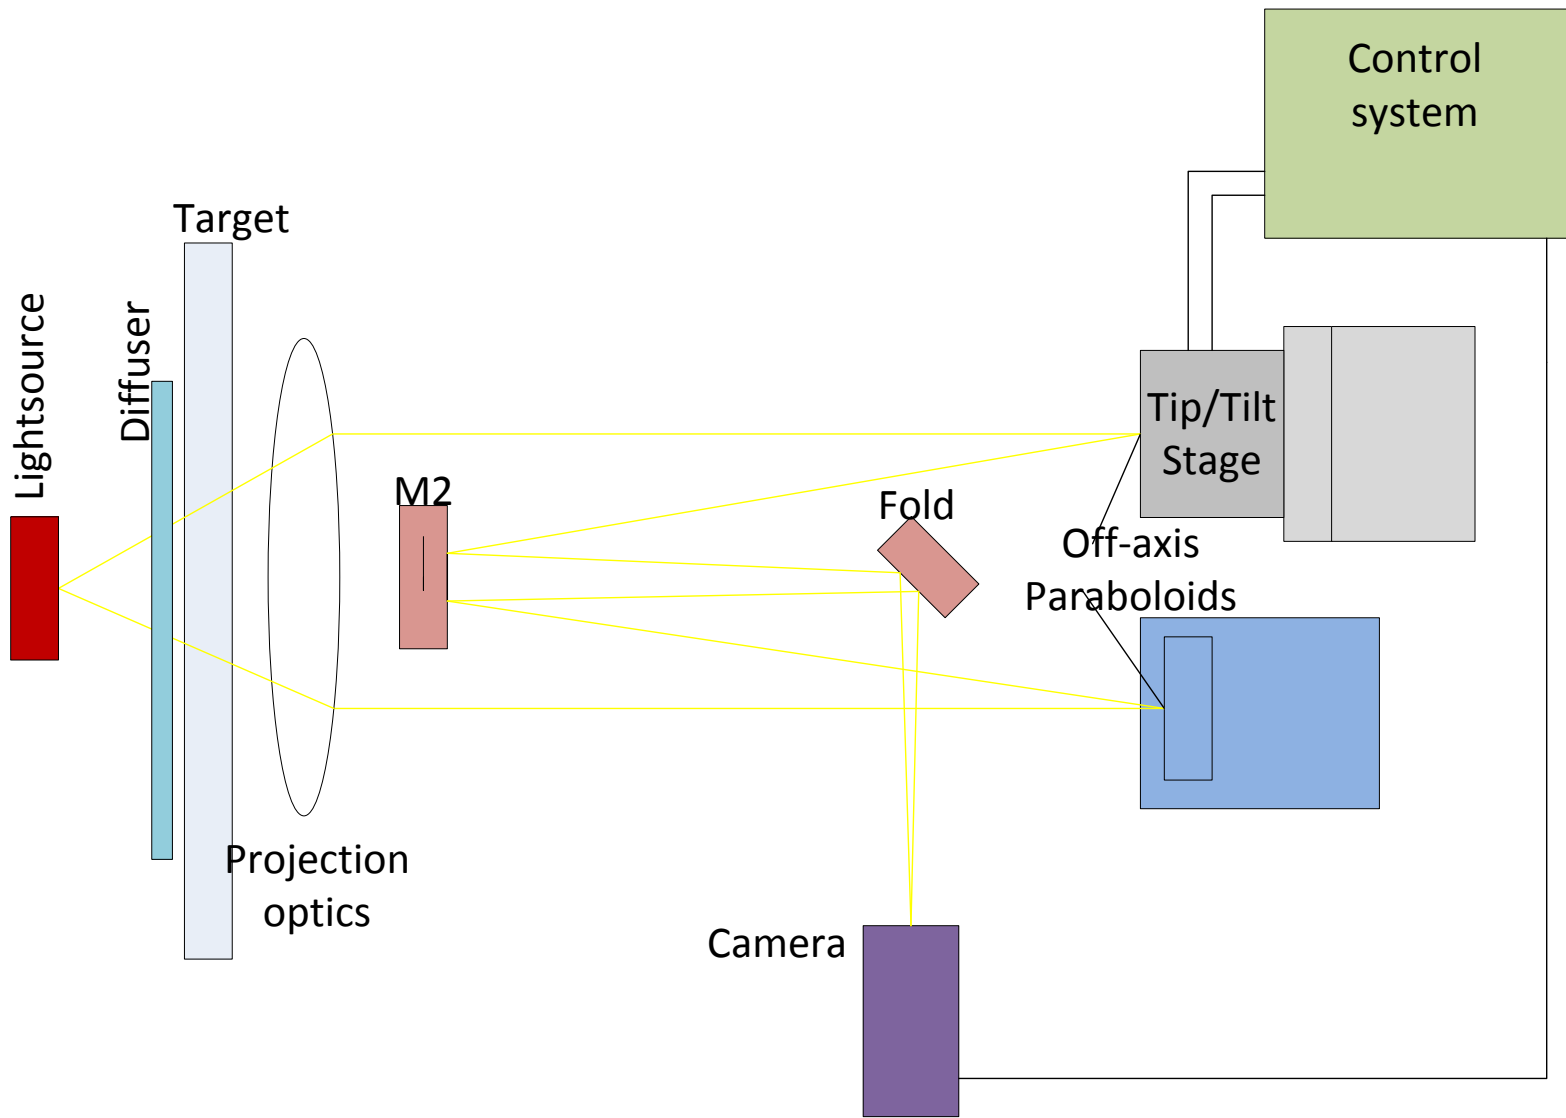 Control
system
Target
Lightsource
Diffuser
Tip/Tilt
Stage
M2
Fold
Off-axis
Paraboloids
Projection
optics
Camera